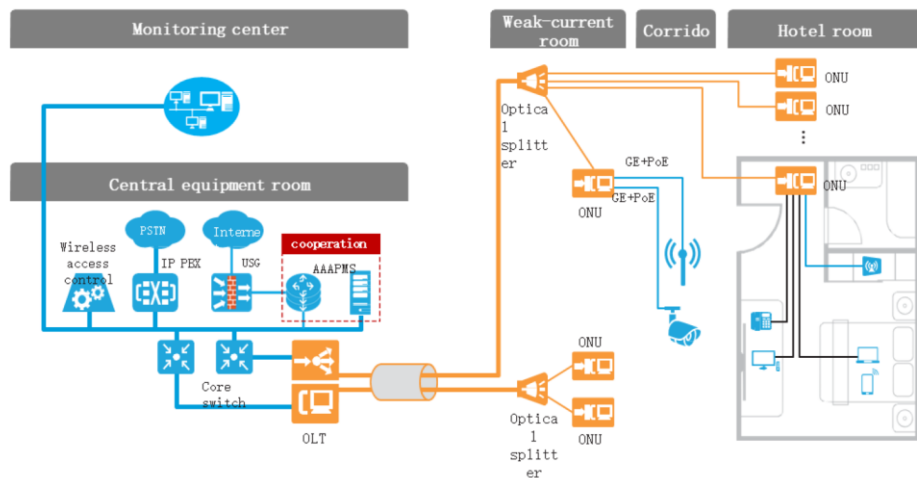 Monitoring center
Weak-current
room
Corrido
Hotel room
ONU
ONU
Optica
l
splitt
er
GE+PoE
GE+PoE
ONU
ONU
Central equipment room
PSTN
Interne
cooperation
Wireless
access
control
IP PBX
USG
AAAPMS
Core
switch
OLT
ONU
ONU
Optica
l
splitt
er